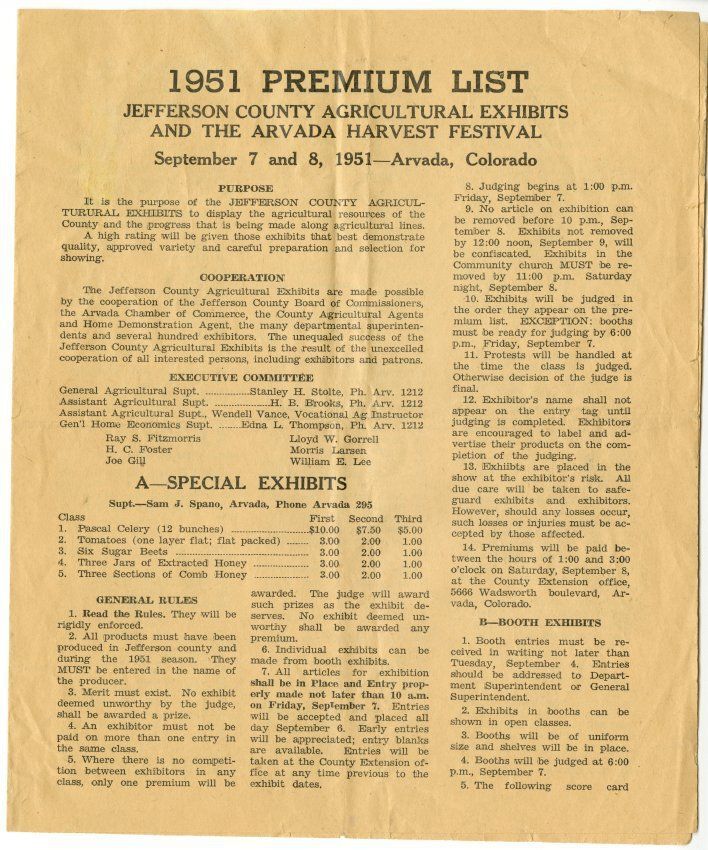 1951 PREMIUM LIST
JEFFERSON COUNTY AGRICULTURAL EXHIBITS
AND THE ARVADA HARVEST FESTIVAL
September 7 and 8, 1951—Arvada, Colorado
PURPOSE
It is the purpose of the JEFFERSON COUNTY AGRICUL-
TURURAL EXHIBITS to display the agricultural resources of the
County and the progress that is being made along agricultural lines.
A high rating will be given those exhibits that best demonstrate
quality, approved variety and careful preparation and selection for
showing.
COOPERATION
The Jefferson County Agricultural Exhibits are made possible
by the cooperation of the Jefferson County Board of Commissioners,
the Arvada Chamber of Commerce, the County Agricultural Agents
and Home Demonstration Agent, the many departmental superinten-
dents and several hundred exhibitors. The unequaled success of the
Jefferson County Agricultural Exhibits is the result of the unexcelled
cooperation of all interested persons, including exhibitors and patrons.
EXECUTIVE COMMITTEE
General Agricultural Supt. ................Stanley H. Stolte, Ph. Arv. 1212
Assistant Agricultural Supt. ....................H. B. Brooks, Ph. Arv. 1212
Assistant Agricultural Supt., Wendell Vance, Vocational Ag Instructor
Gen'l Home Economics Supt. ........Edna L. Thompson, Ph. Arv. 1212
Ray S. Fitzmorris Lloyd W. Gorrell
H. C. Foster Morris Larsen
Joe Gill William E. Lee
A—SPECIAL EXHIBITS
Supt.—Sam J. Spano, Arvada, Phone Arvada 295
Class First Second Third
1. Pascal Celery (12 bunches) ............................$10.00 $7.50 $5.00
2. Tomatoes (one layer flat; flat packed) ........ 3.00 2.00 1.00
3. Six Sugar Beets ................................................ 3.00 2.00 1.00
4. Three Jars of Extracted Honey .................... 3.00 2.00 1.00
5. Three Sections of Comb Honey .................... 3.00 2.00 1.00
GENERAL RULES
1. Read the Rules. They will be
rigidly enforced.
2. All products must have been
produced in Jefferson county and
during the 1951 season. They
MUST be entered in the name of
the producer.
3. Merit must exist. No exhibit
deemed unworthy by the judge,
shall be awarded a prize.
4. An exhibitor must not be
paid on more than one entry in
the same class.
5. Where there is no competi-
tion between exhibitors in any
class, only one premium will be
awarded. The judge will award
such prizes as the exhibit de-
serves. No exhibit deemed un-
worthy shall be awarded any
premium.
6. Individual exhibits can be
made from booth exhibits.
7. All articles for exhibition
shall be in Place and Entry prop-
erly made not later than 10 a.m.
on Friday, September 7. Entries
will be accepted and placed all
day September 6. Early entries
will be appreciated; entry blanks
are available. Entries will be
taken at the County Extension of-
fice at any time previous to the
exhibit dates.
8. Judging begins at 1:00 p.m.
Friday, September 7.
9. No article on exhibition can
be removed before 10 p.m., Sep-
tember 8. Exhibits not removed
by 12:00 noon, September 9, will
be confiscated. Exhibits in the
Community church MUST be re-
moved by 11:00 p.m. Saturday
night, September 8.
10. Exhibits will be judged in
the order they appear on the pre-
mium list. EXCEPTION: booths
must be ready for judging by 6:00
p.m., Friday, September 7.
11. Protests will be handled at
the time the class is judged.
Otherwise decision of the judge is
final.
12. Exhibitor's name shall not
appear on the entry tag until
judging is completed. Exhibitors
are encouraged to label and ad-
vertise their products on the com-
pletion of the judging.
13. Exhiibts are placed in the
show at the exhibitor's risk. All
due care will be taken to safe-
guard exhibits and exhibitors.
However, should any losses occur,
such losses or injuries must be ac-
cepted by those affected.
14. Premiums will be paid be-
tween the hours of 1:00 and 3:00
o'clock on Saturday, September 8,
at the County Extension office,
5666 Wadsworth boulevard, Ar-
vada, Colorado.
B—BOOTH EXHIBITS
1. Booth entries must be re-
ceived in writing not later than
Tuesday, September 4. Entries
should be addressed to Depart-
ment Superintendent or General
Superintendent.
2. Exhibits in booths can be
shown in open classes.
3. Booths will be of uniform
size and shelves will be in place.
4. Booths will be judged at 6:00
p.m., September 7.
5. The following score card